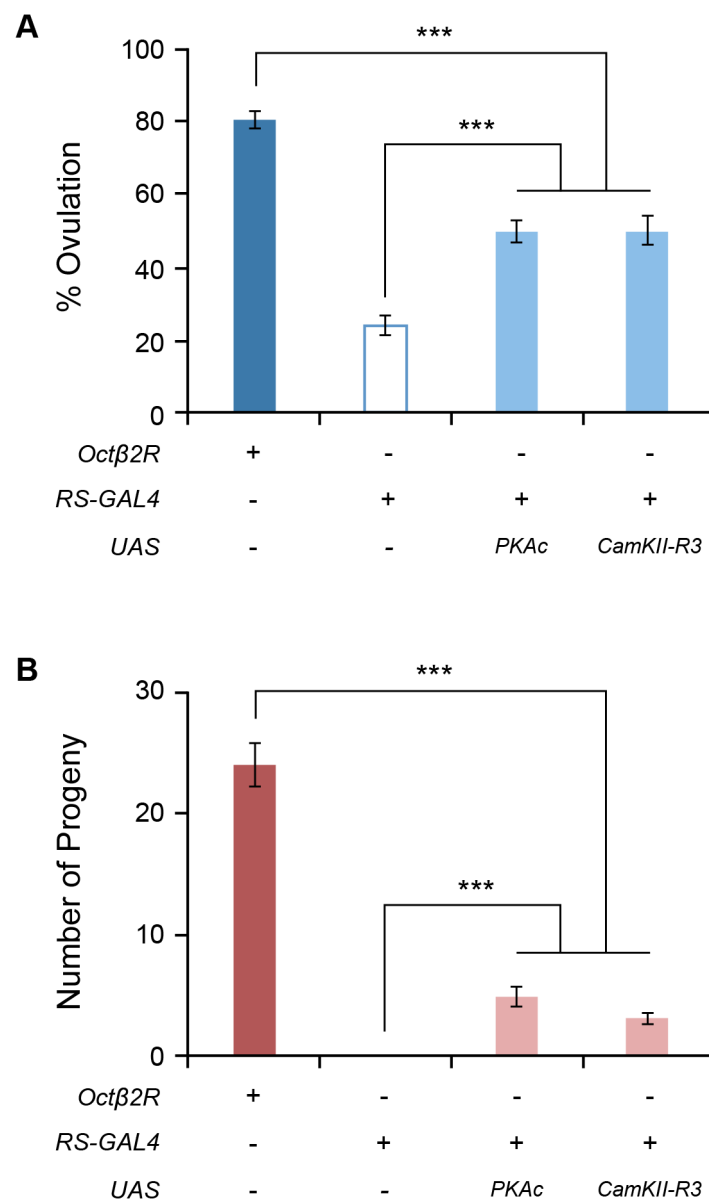 A
***
100
***
80
60
40
20
0
% Ovulation
Octβ2R + - - -
RS-GAL4 - + + +
UAS - - PKAc CamKII-R3
B
***
30
20
***
10
0
Number of Progeny
Octβ2R + - - -
RS-GAL4 - + + +
UAS - - PKAc CamKII-R3